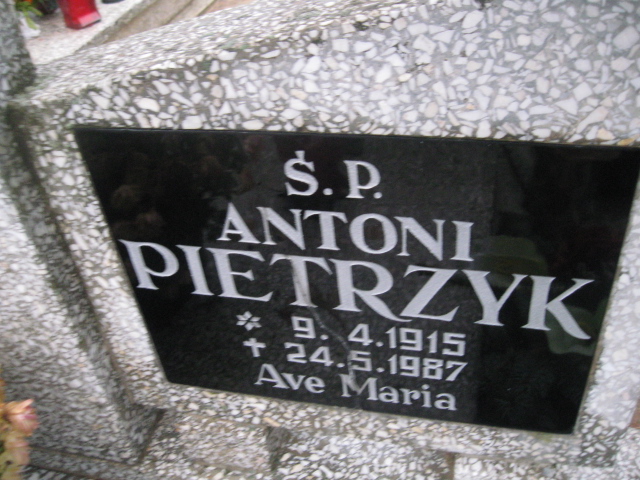 Ś.P.
ANTONI
PIETRZYK
* 9.4.1915
✝ 24.5.1987
Ave Maria